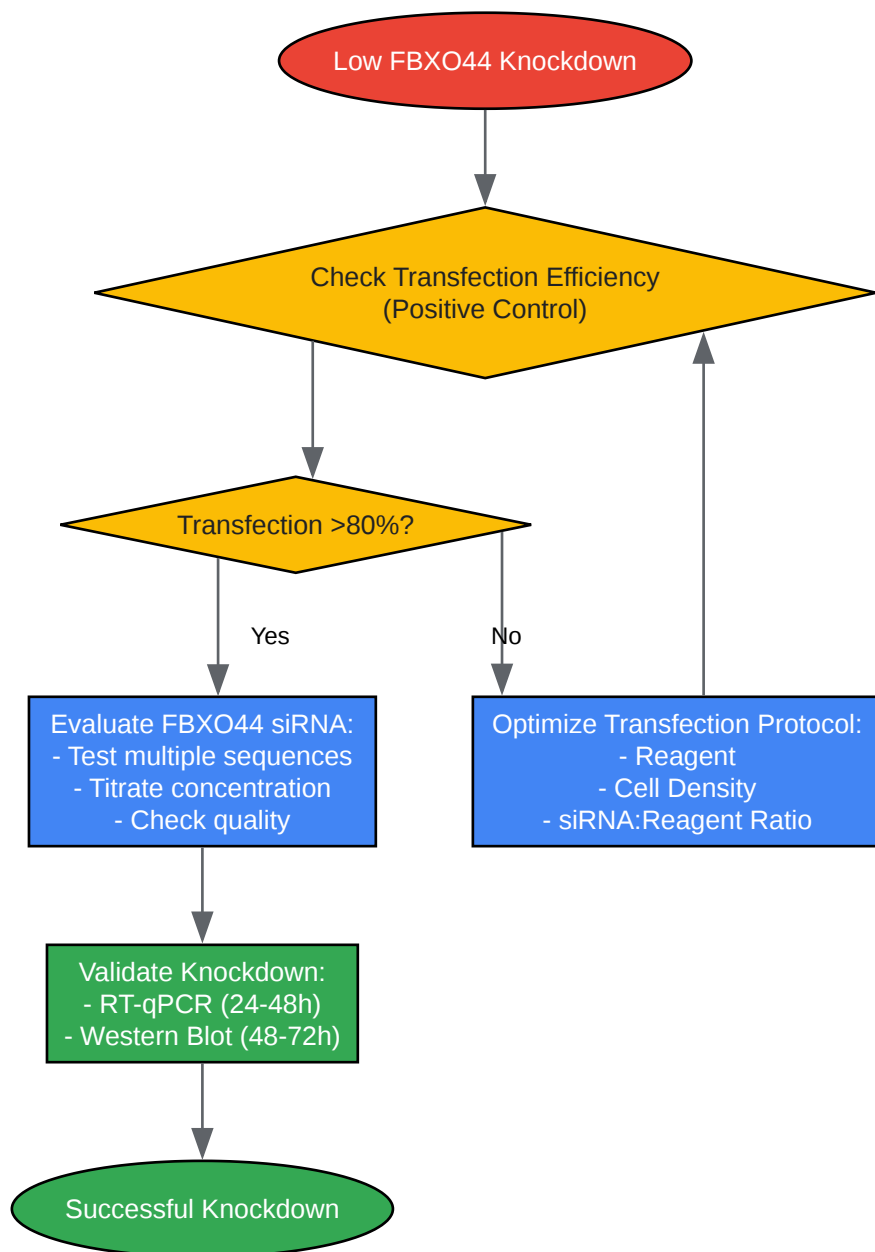 Low FBXO44 Knockdown
Check Transfection Efficiency
(Positive Control)
Transfection >80%?
Yes
No
Evaluate FBXO44 siRNA:
- Test multiple sequences
- Titrate concentration
- Check quality
Optimize Transfection Protocol:
- Reagent
- Cell Density
- siRNA:Reagent Ratio
Validate Knockdown:
- RT-qPCR (24-48h)
- Western Blot (48-72h)
Successful Knockdown